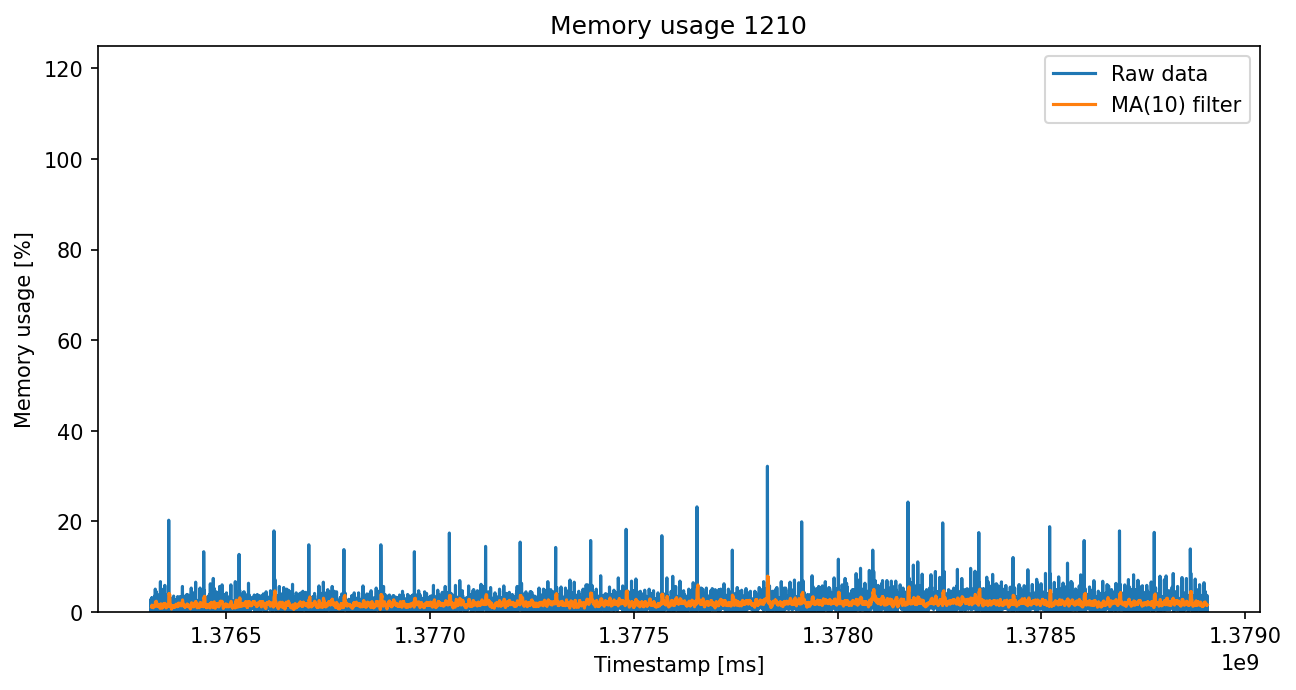 Memory usage 1210
Raw data
MA(10) filter
Memory usage [%]
120
100
80
60
40
20
0
1.3765
1.3770
1.3775
1.3780
1.3785
1.3790
Timestamp [ms]
1e9